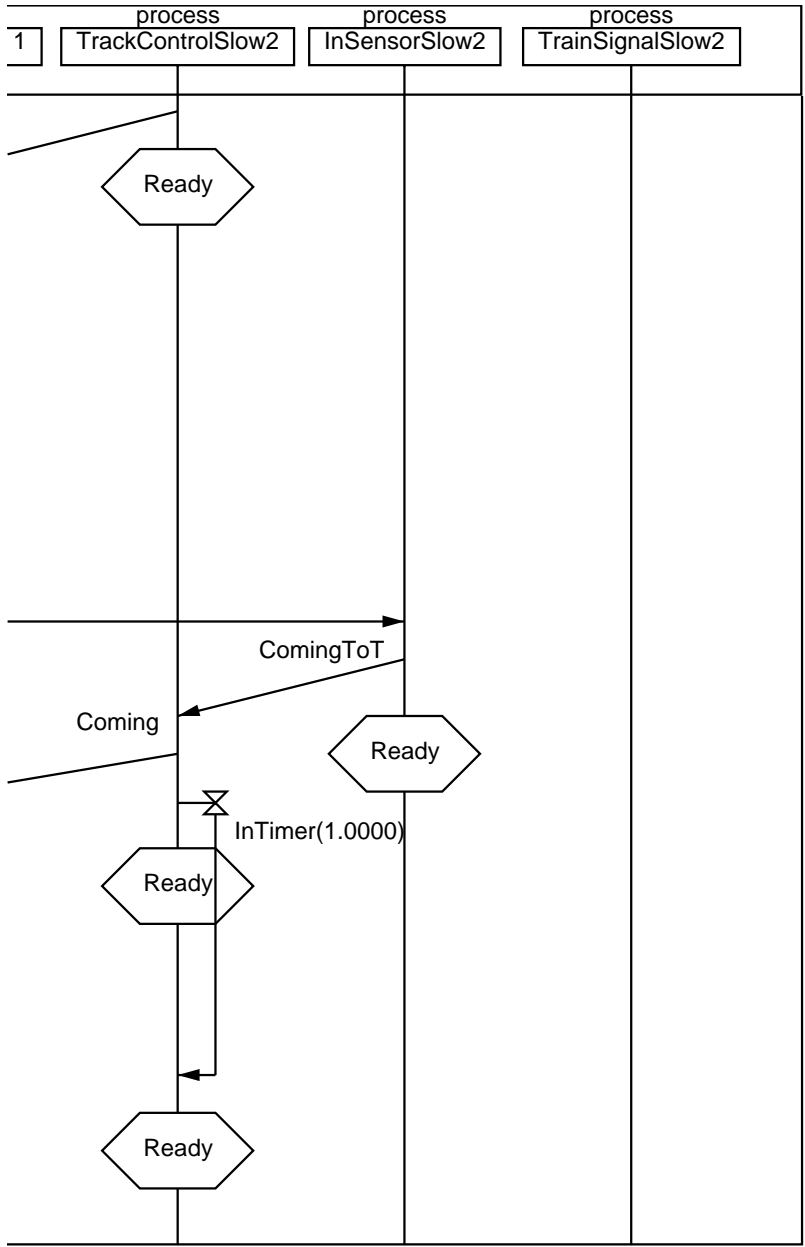 process process process
1 TrackControlSlow2 InSensorSlow2 TrainSignalSlow2
Ready
ComingToT
Coming
Ready
InTimer(1.0000)
Ready
Ready